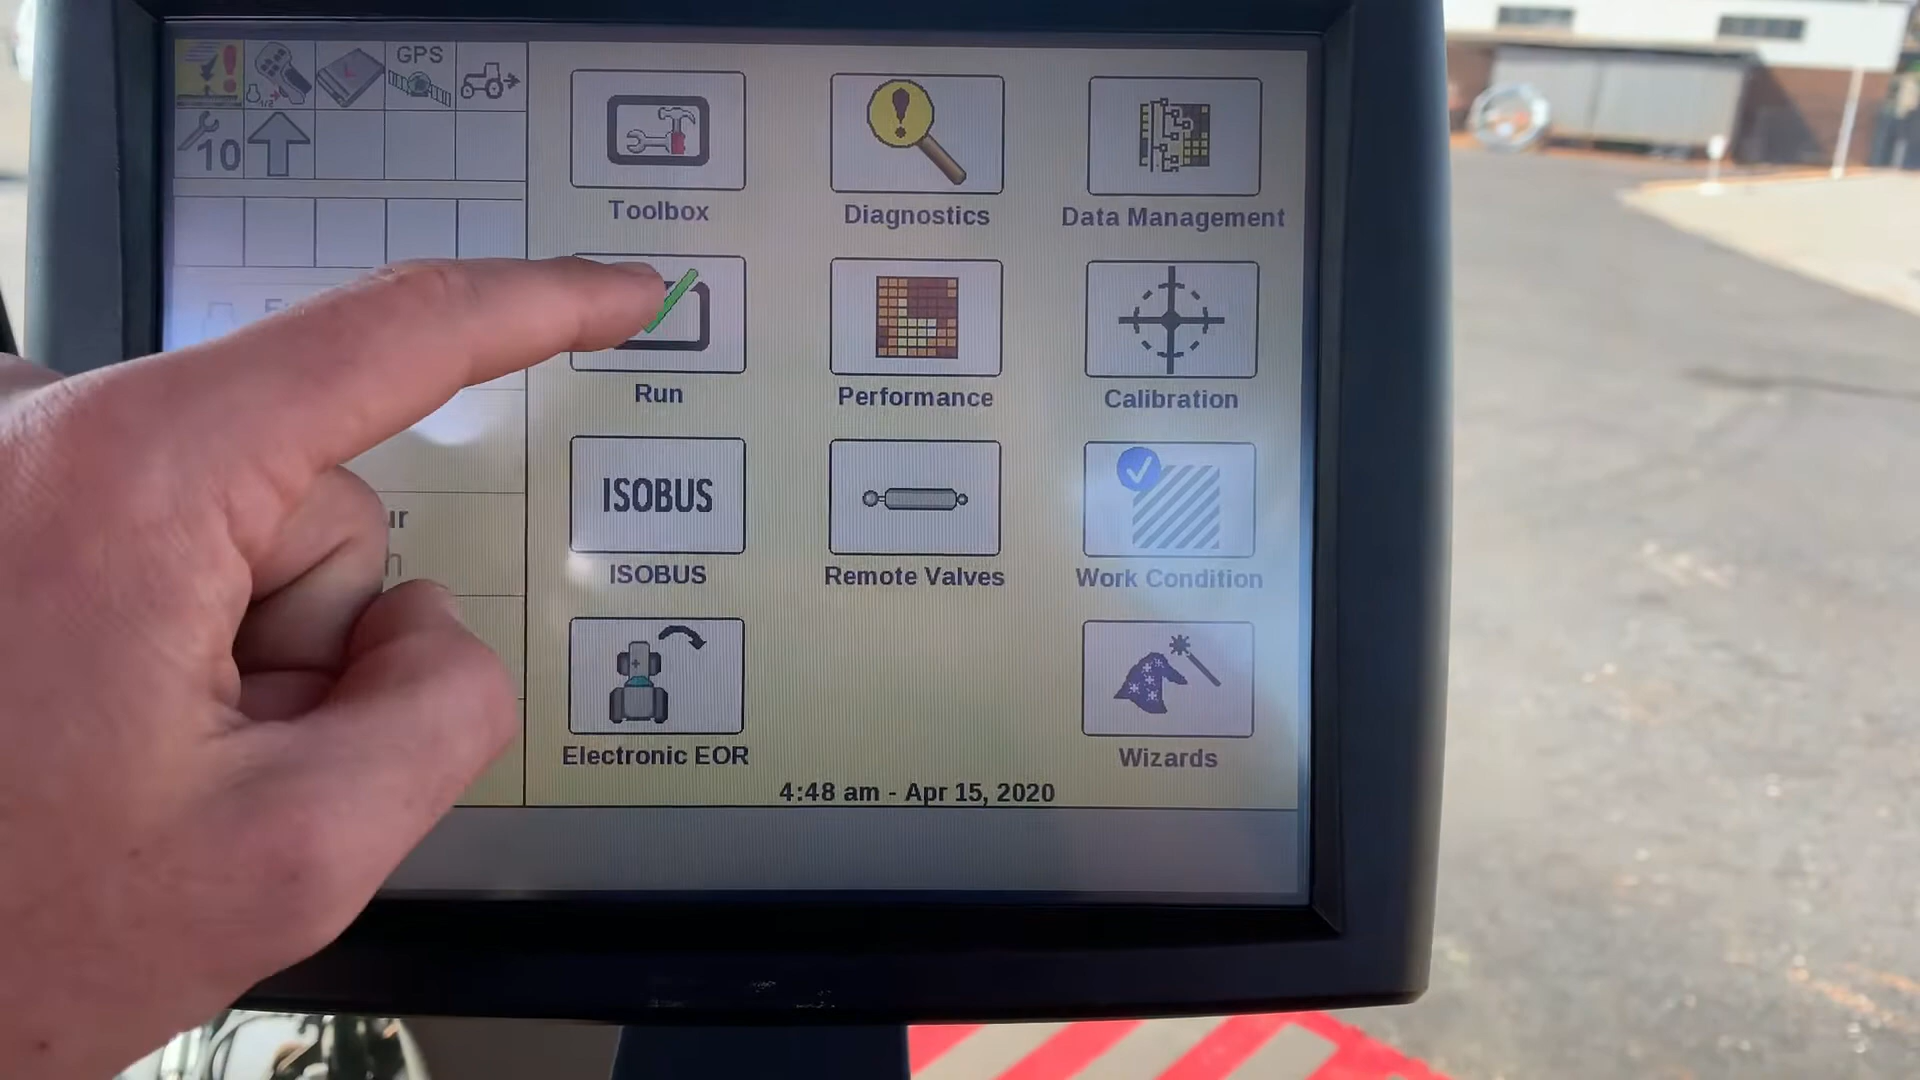 GPS
10
Toolbox
Diagnostics
Data Management
Run
Performance
Calibration
ISOBUS
ISOBUS
Remote Valves
Work Condition
Electronic EOR
Wizards
4:48 am - Apr 15, 2020